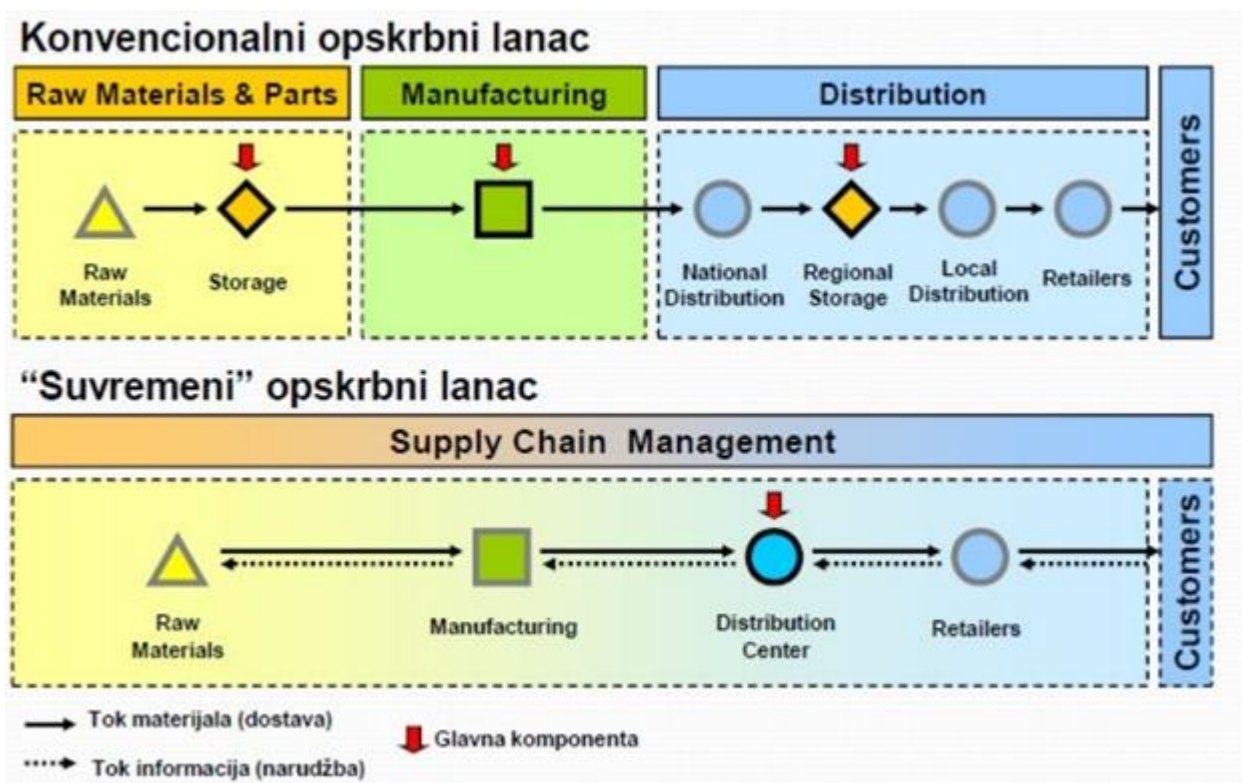 Konvencionalni opskrbni lanac
Raw Materials & Parts
Manufacturing
Distribution
Customers
Raw
Materials
Storage
National
Distribution
Regional
Storage
Local
Distribution
Retailers
“Suvremeni” opskrbni lanac
Supply Chain Management
Customers
Raw
Materials
Manufacturing
Distribution
Center
Retailers
Tok materijala (dostava)
Glavna komponenta
Tok informacija (narudžba)